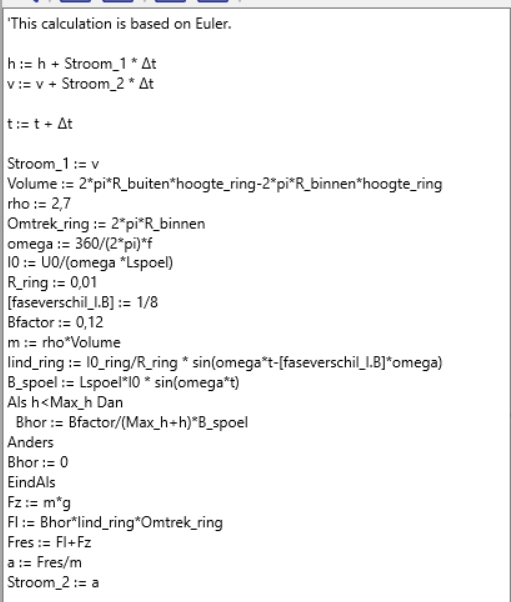 'This calculation is based on Euler.
h := h + Stroom_1 * Δt
v := v + Stroom_2 * Δt
t := t + Δt
Stroom_1 := v
Volume := 2*pi*R_buiten*hoogte_ring-2*pi*R_binnen*hoogte_ring
rho := 2,7
Omtrek_ring := 2*pi*R_binnen
omega := 360/(2*pi)*f
I0 := U0/(omega *Lspoel)
R_ring := 0,01
[faseverschil_I.B] := 1/8
Bfactor := 0,12
m := rho*Volume
Iind_ring := I0_ring/R_ring * sin(omega*t-[faseverschil_I.B]*omega)
B_spoel := Lspoel*I0 * sin(omega*t)
Als h<Max_h Dan
Bhor := Bfactor/(Max_h+h)*B_spoel
Anders
Bhor := 0
EindAls
Fz := m*g
Fl := Bhor*Iind_ring*Omtrek_ring
Fres := Fl+Fz
a := Fres/m
Stroom_2 := a